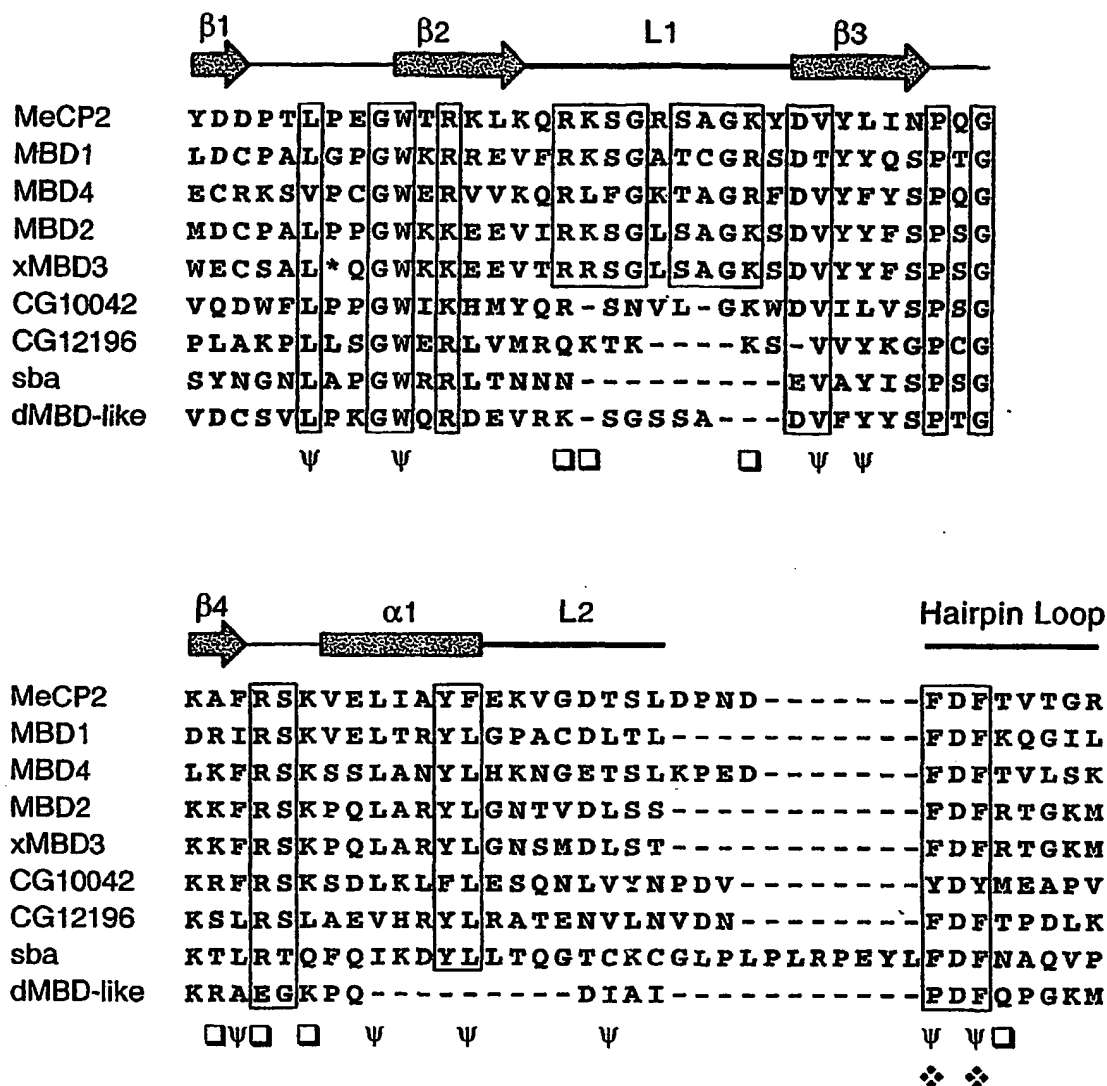 β1 β2 L1 β3
MeCP2 YDDPTLPEGWTRKLKQRKSGRSAGKYDVYLINPQG
MBD1 LDCPALGPGWKRREVFRKSGATCGRSDTYYQSPTG
MBD4 ECRKSVPCGWERVVKQRLFGKTAGRFDVYFYSPQG
MBD2 MDCPALPPGWKKEEVIRKSGLSAGKSDVYYFSPSG
xMBD3 WECSAL*QGWKKEEVTRRSGLSAGKSDVYYFSPSG
CG10042 VQDWFLPPGWIKHMYQR-SNVL-GKWDVILVSPSG
CG12196 PLAKPLLSGWERLVMRQKTK----KS-VVYKGPCG
sba SYNGNLAPGWRRLTNNN---------EVAYISPSG
dMBD-like VDCSVLPKGWQRDEVRK-SGSSA---DVFYYSPTG
ψ ψ □□ □ ψ ψ
β4 α1 L2 Hairpin Loop
MeCP2 KAFRSKVELIAYFEKVGDTSLDPND-------FDFTVTGR
MBD1 DRIRSKVELTRYLGPACDLTL-----------FDFKQGIL
MBD4 LKFRSKSSLANYLHKNGETSLKPED-------FDFTVLSK
MBD2 KKFRSKPQLARYLGNTVDLSS-----------FDFRTGKM
xMBD3 KKFRSKPQLARYLGNSMDLST-----------FDFRTGKM
CG10042 KRFRSKSDLKLFLESQNLVYNPDV--------YDYMEAPV
CG12196 KSLRSLAEVHRYLRATENVLNVDN--------FDFTPDLK
sba KTLRTQFQIKDYLLTQGTCKCGLPLPLRPEYLFDFNAQVP
dMBD-like KRAEGKPQ---------DIAI-----------PDFQPGKM
□ψ□ □ ψ ψ ψ ψ ψ□
❖ ❖